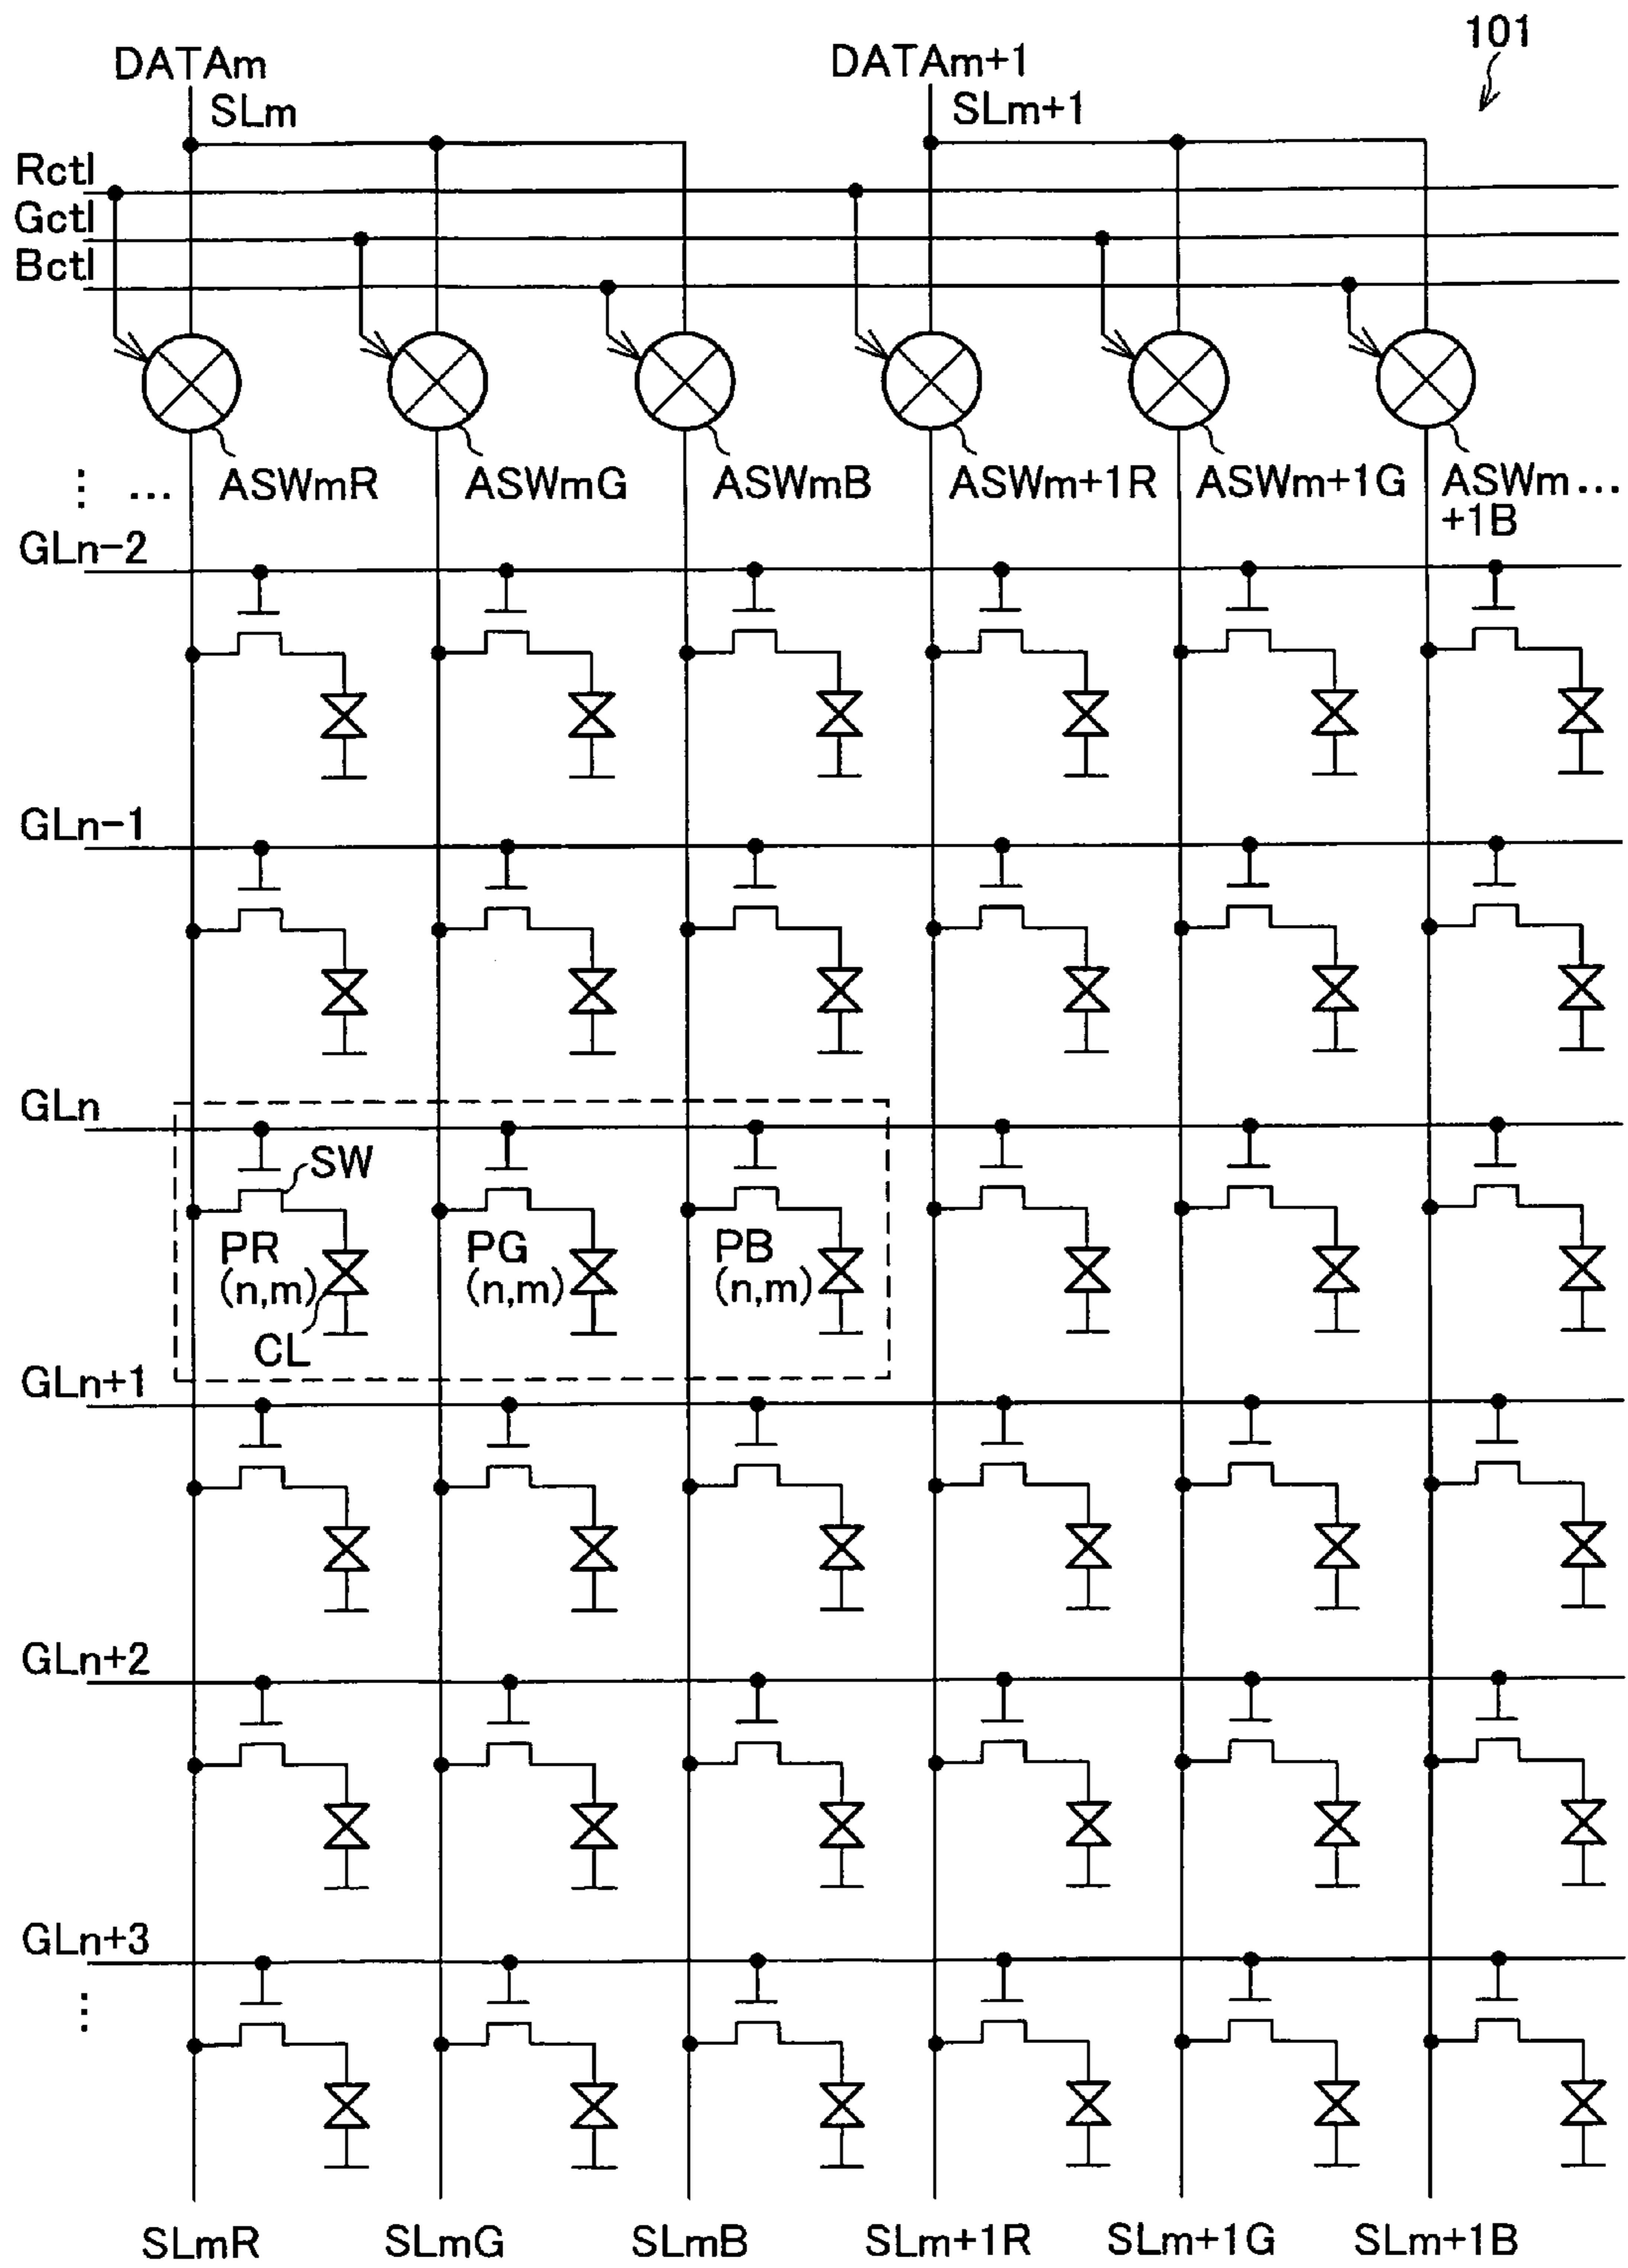 101
DATAm
DATAm+1
SLm
SLm+1
Rctl
Gctl
Bctl
⋮ ... ASWmR ASWmG ASWmB ASWm+1R ASWm+1G ASWm ...
+1B
GLn-2
GLn-1
GLn
SW
PR PG PB
(n,m) (n,m) (n,m)
CL
GLn+1
GLn+2
GLn+3
⋮
SLmR SLmG SLmB SLm+1R SLm+1G SLm+1B